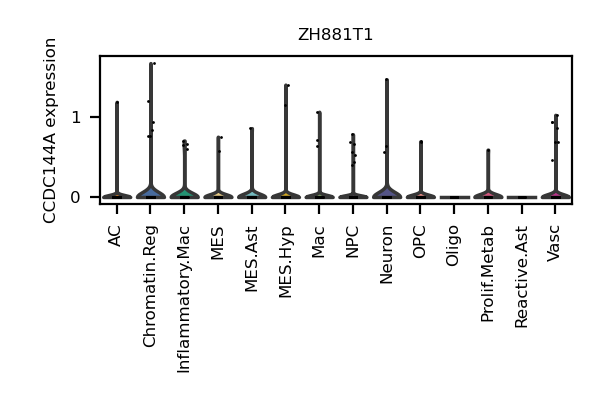 ZH881T1
CCDC144A expression
1
0
AC
Chromatin.Reg
Inflammatory.Mac
MES
MES.Ast
MES.Hyp
Mac
NPC
Neuron
OPC
Oligo
Prolif.Metab
Reactive.Ast
Vasc